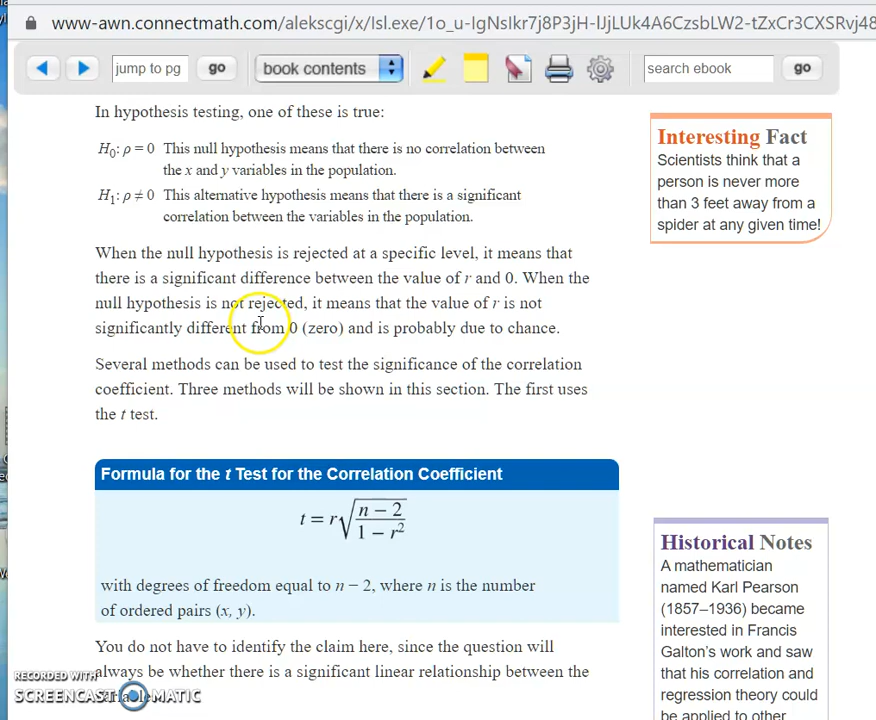 www-awn.connectmath.com/alekscgi/x/Isl.exe/1o_u-IgNsIkr7j8P3jH-lJjLUk4A6CzsbLW2-tZxCr3CXSRvj48
jump to pg
go
book contents
search ebook
go
In hypothesis testing, one of these is true:
H₀: ρ = 0 This null hypothesis means that there is no correlation between
the x and y variables in the population.
H₁: ρ ≠ 0 This alternative hypothesis means that there is a significant
correlation between the variables in the population.
When the null hypothesis is rejected at a specific level, it means that
there is a significant difference between the value of r and 0. When the
null hypothesis is not rejected, it means that the value of r is not
significantly different from 0 (zero) and is probably due to chance.
Several methods can be used to test the significance of the correlation
coefficient. Three methods will be shown in this section. The first uses
the t test.
Formula for the t Test for the Correlation Coefficient
t = r√((n − 2)/(1 − r²))
with degrees of freedom equal to n − 2, where n is the number
of ordered pairs (x, y).
You do not have to identify the claim here, since the question will
always be whether there is a significant linear relationship between the
Interesting Fact
Scientists think that a
person is never more
than 3 feet away from a
spider at any given time!
Historical Notes
A mathematician
named Karl Pearson
(1857–1936) became
interested in Francis
Galton's work and saw
that his correlation and
regression theory could
be applied to other
RECORDED WITH
SCREENCAST MATIC